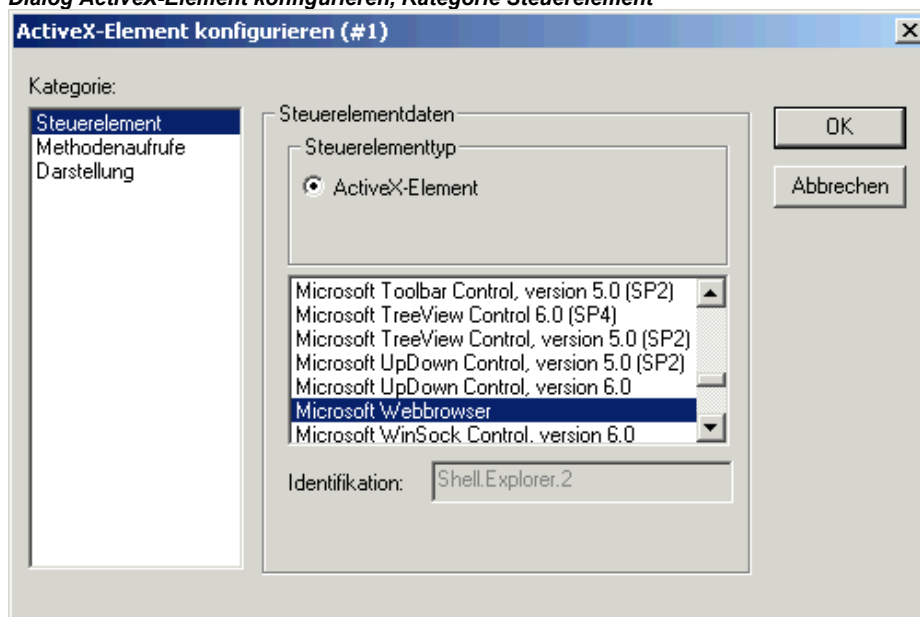 Dialog ActiveX-Element konfigurieren, Kategorie Steuerelement
ActiveX-Element konfigurieren (#1)
Kategorie:
Steuerelement
Methodenaufrufe
Darstellung
Steuerelementdaten
Steuerelementtyp
ActiveX-Element
Microsoft Toolbar Control, version 5.0 (SP2)
Microsoft TreeView Control 6.0 (SP4)
Microsoft TreeView Control, version 5.0 (SP2)
Microsoft UpDown Control, version 5.0 (SP2)
Microsoft UpDown Control, version 6.0
Microsoft Webbrowser
Microsoft WinSock Control, version 6.0
Identifikation:
Shell.Explorer.2
OK
Abbrechen